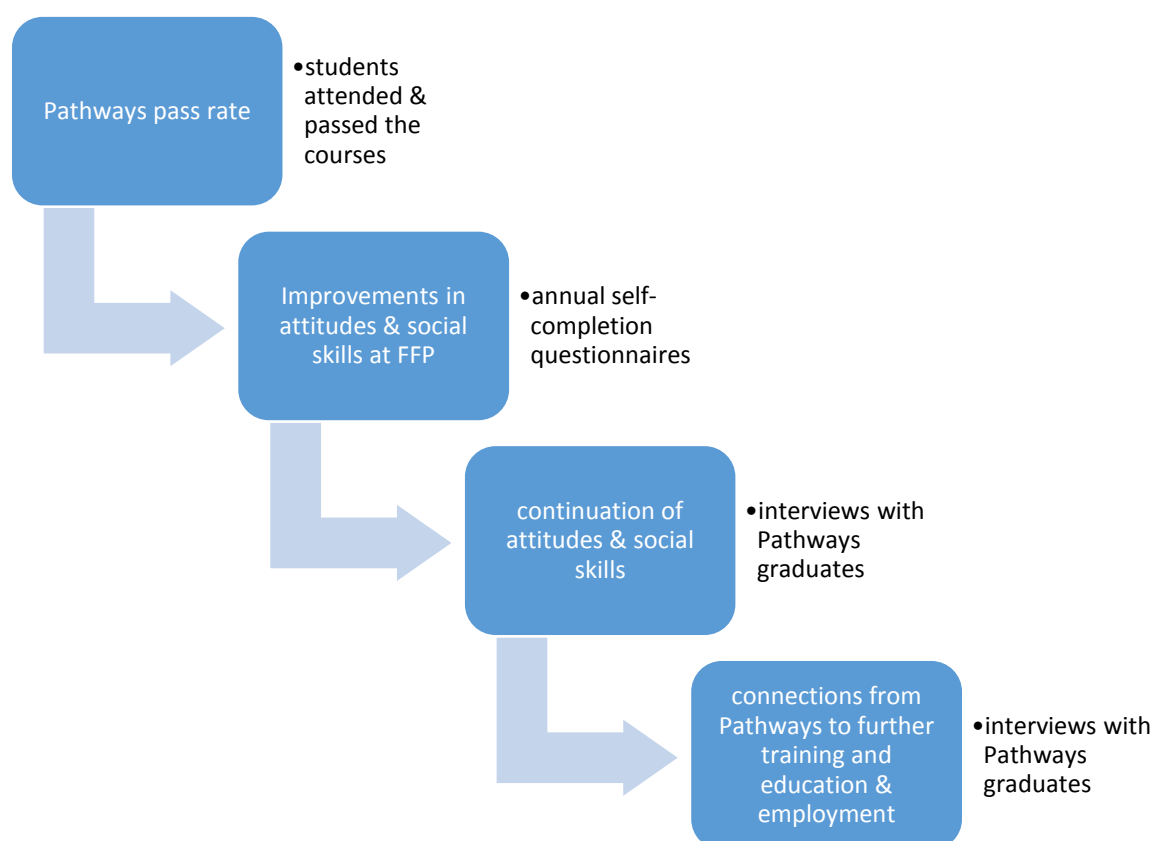 Pathways pass rate
•students
attended &
passed the
courses
Improvements in
attitudes & social
skills at FFP
•annual self-
completion
questionnaires
continuation of
attitudes & social
skills
•interviews with
Pathways
graduates
connections from
Pathways to further
training and
education &
employment
•interviews with
Pathways
graduates